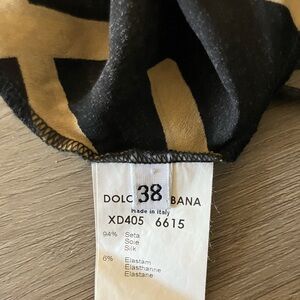 DOLC 38 BANA
Made in Italy
XD405 6615
94% Seta
Soie
Silk
6% Elastam
Elasthanne
Elastane